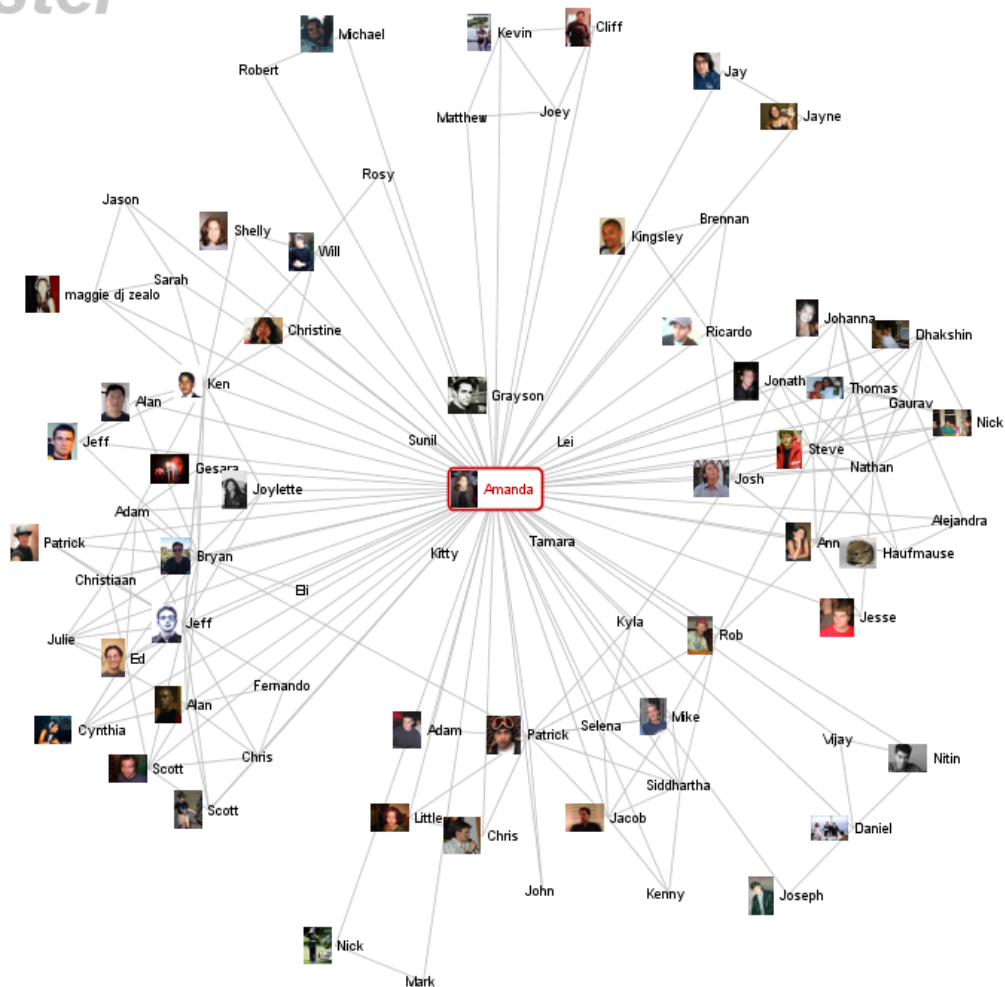 ster
Michael
Kevin
Cliff
Robert
Jay
Matthew
Joey
Jayne
Rosy
Jason
Shelly
Will
Kingsley
Brennan
Sarah
maggie dj zealo
Christine
Ricardo
Johanna
Dhakshin
Ken
Alan
Grayson
Jonath
Thomas
Gaurav
Nick
Jeff
Sunil
Lei
Steve
Gesara
Joylette
Amanda
Josh
Nathan
Adam
Patrick
Bryan
Kitty
Tamara
Ann
Alejandra
Haufmause
Christiaan
Eli
Jeff
Julie
Kyla
Rob
Jesse
Ed
Fernando
Alan
Cynthia
Adam
Patrick
Selena
Mike
Vijay
Nitin
Scott
Chris
Siddhartha
Scott
Little
Chris
Jacob
Daniel
John
Kenny
Joseph
Nick
Mark